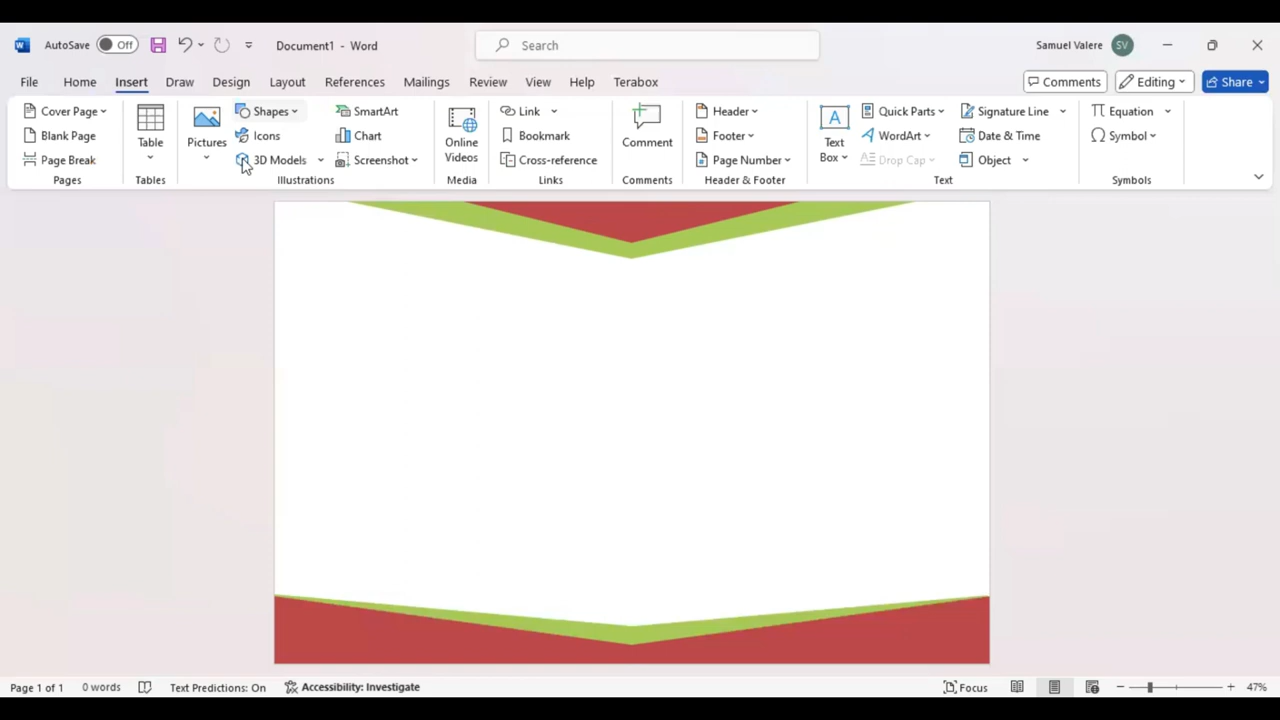 AutoSave Off Document1 - Word Search Samuel Valere SV
File Home Insert Draw Design Layout References Mailings Review View Help Terabox Comments Editing Share
Cover Page
Blank Page
Page Break
Pages
Table
Tables
Pictures
Shapes
Icons
3D Models
SmartArt
Chart
Screenshot
Illustrations
Online
Videos
Media
Link
Bookmark
Cross-reference
Links
Comment
Comments
Header
Footer
Page Number
Header & Footer
A
Text
Box
Quick Parts
WordArt
Drop Cap
Signature Line
Date & Time
Object
Text
Equation
Symbol
Symbols
Page 1 of 1 0 words Text Predictions: On Accessibility: Investigate Focus 47%